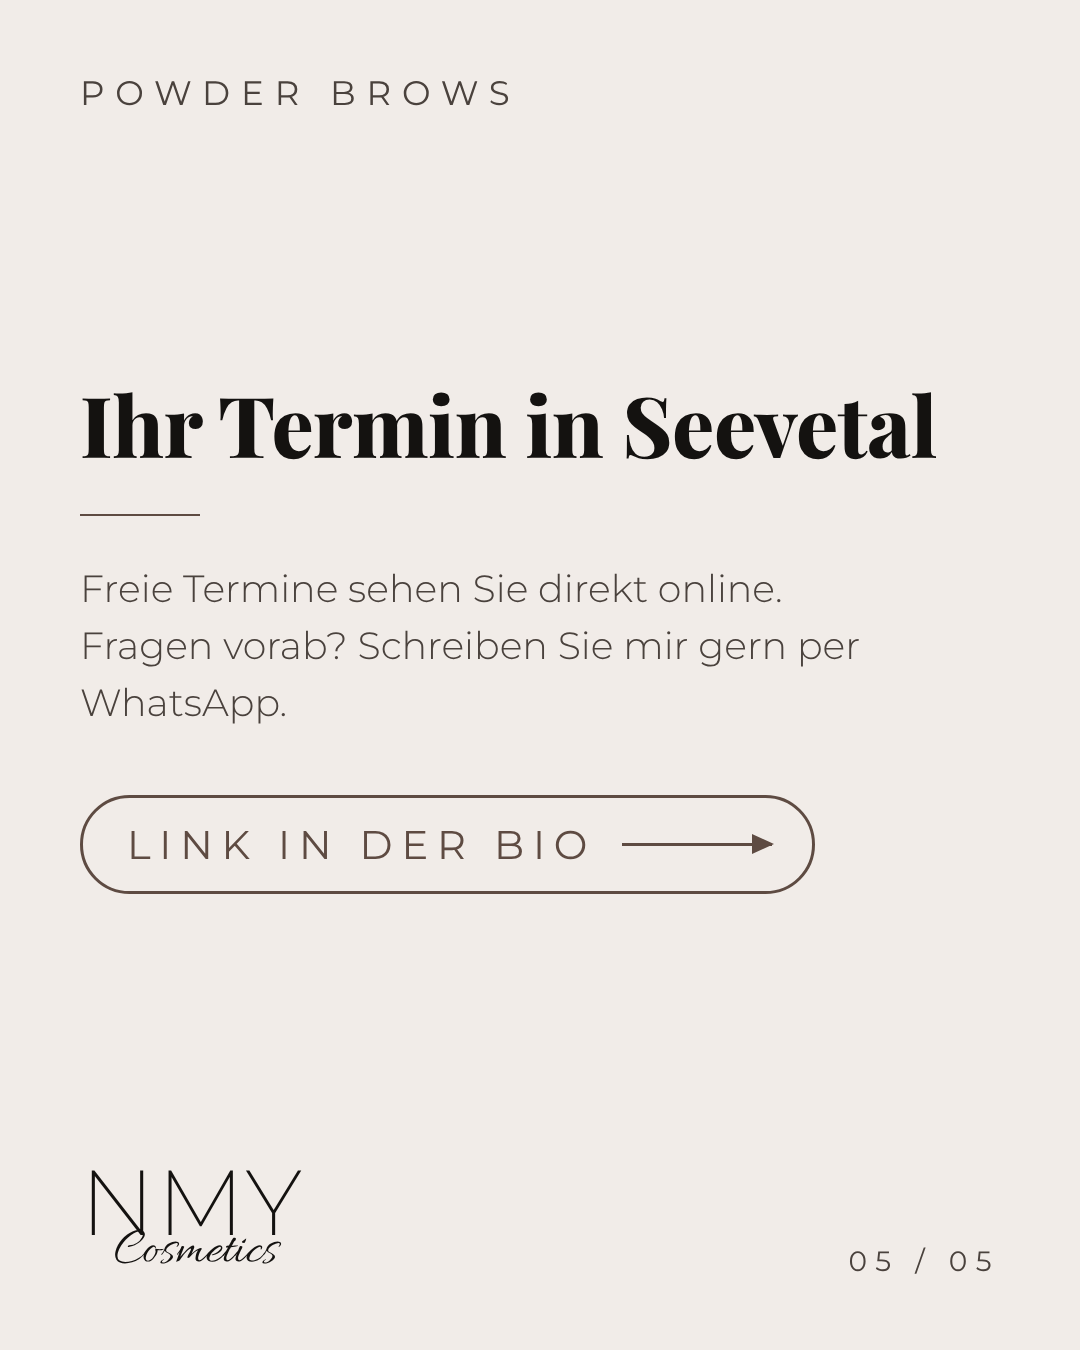 POWDER BROWS
Ihr Termin in Seevetal
Freie Termine sehen Sie direkt online.
Fragen vorab? Schreiben Sie mir gern per
WhatsApp.
LINK IN DER BIO
NMY
Cosmetics
05 / 05